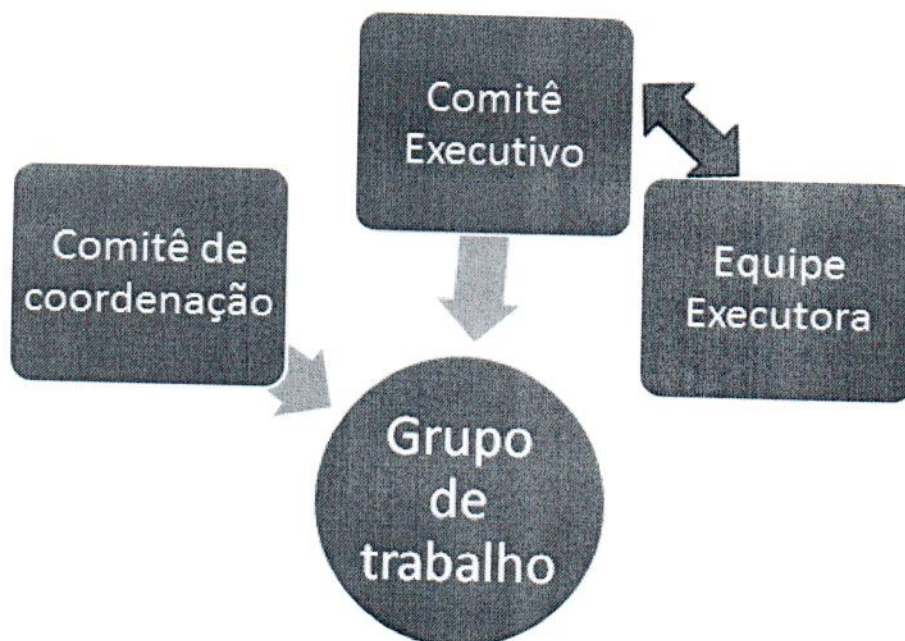 Comitê
Executivo
Comitê de
coordenação
Equipe
Executora
Grupo
de
trabalho